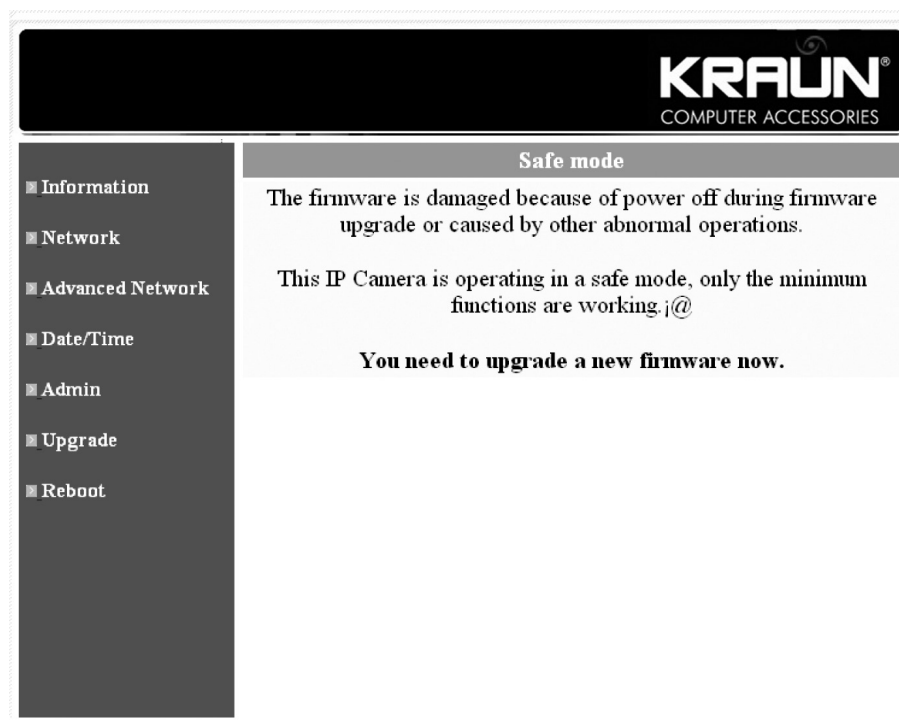 KRAUN®
COMPUTER ACCESSORIES
Information
Network
Advanced Network
Date/Time
Admin
Upgrade
Reboot
Safe mode
The firmware is damaged because of power off during firmware
upgrade or caused by other abnormal operations.
This IP Camera is operating in a safe mode, only the minimum
functions are working.¡@
You need to upgrade a new firmware now.